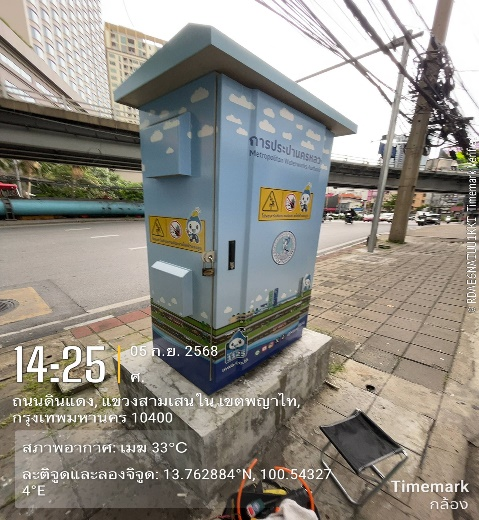 การประปานครหลวง
Metropolitan Waterworks Authority
1125
14:25
05 ก.ย. 2568
ศ.
ถนนดินแดง, แขวงสามเสนใน, เขตพญาไท,
กรุงเทพมหานคร 10400
สภาพอากาศ: เมฆ 33°C
ละติจูดและลองจิจูด: 13.762884°N, 100.54327
4°E
Timemark
กล้อง
© RDAESNAIUU1KKI Timemark Verified